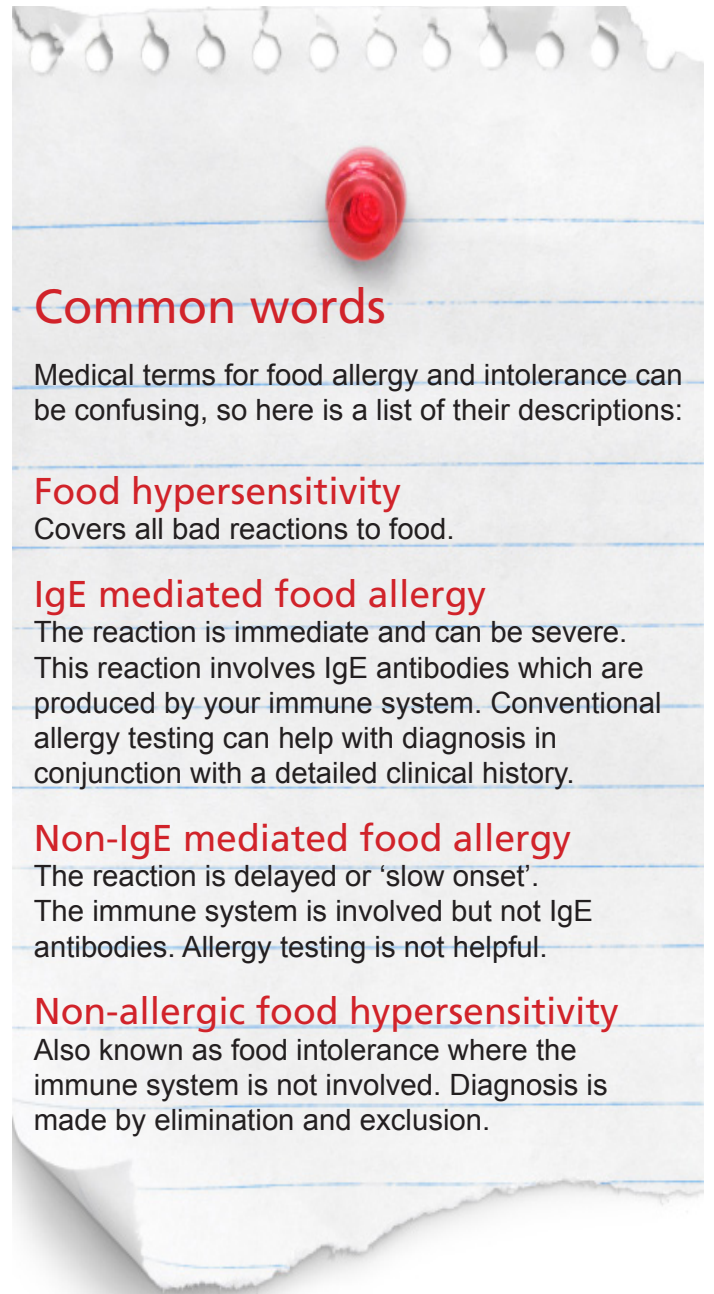 Common words
Medical terms for food allergy and intolerance can
be confusing, so here is a list of their descriptions:
Food hypersensitivity
Covers all bad reactions to food.
IgE mediated food allergy
The reaction is immediate and can be severe.
This reaction involves IgE antibodies which are
produced by your immune system. Conventional
allergy testing can help with diagnosis in
conjunction with a detailed clinical history.
Non-IgE mediated food allergy
The reaction is delayed or ‘slow onset’.
The immune system is involved but not IgE
antibodies. Allergy testing is not helpful.
Non-allergic food hypersensitivity
Also known as food intolerance where the
immune system is not involved. Diagnosis is
made by elimination and exclusion.